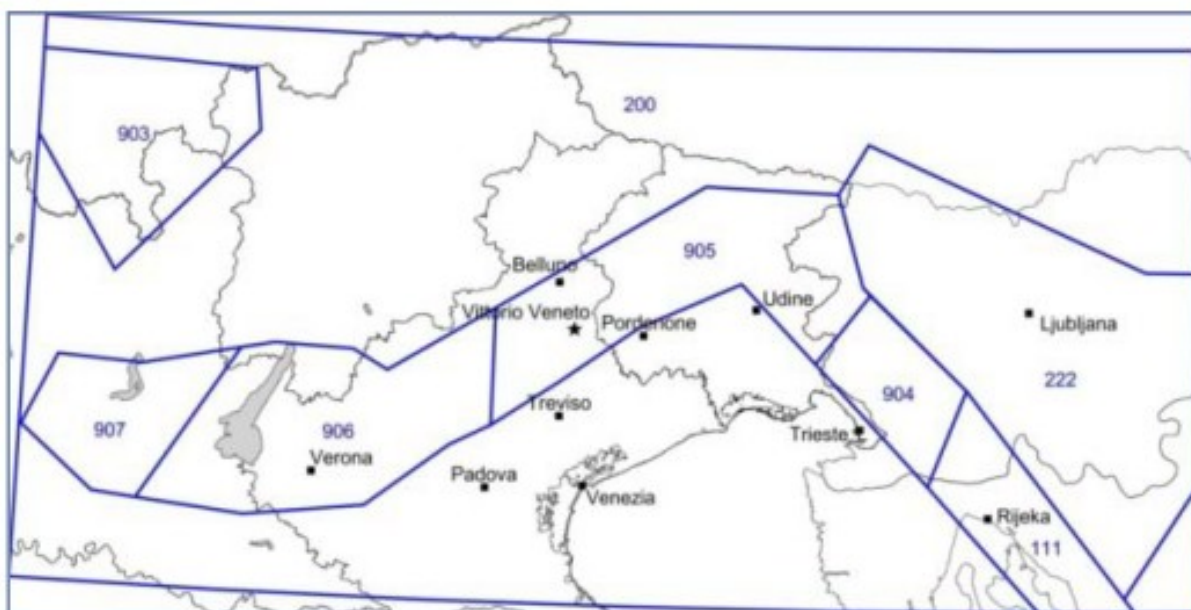 200
903
905
Belluno
Udine
Vittorio Veneto
Pordenone
Ljubljana
222
904
Treviso
907
906
Trieste
Verona
Padova
Venezia
Rijeka
111